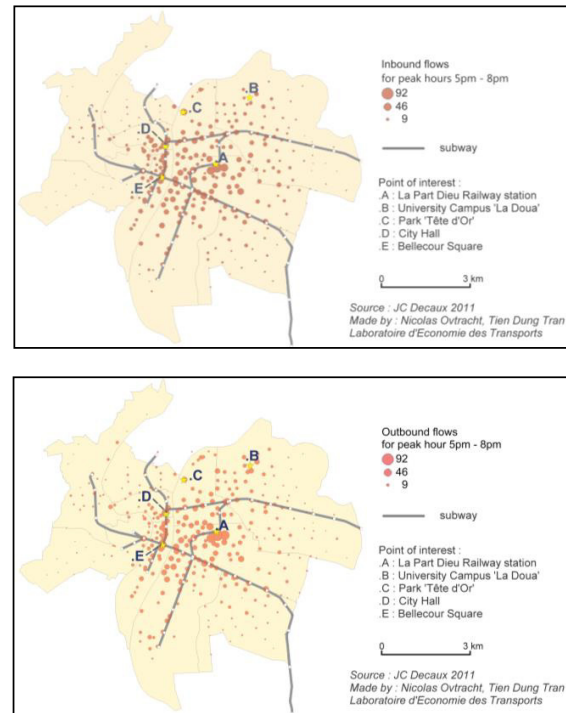 Inbound flows
for peak hours 5pm - 8pm
92
46
9
subway
Point of interest :
.A : La Part Dieu Railway station
.B : University Campus 'La Doua'
.C : Park 'Tête d'Or'
.D : City Hall
.E : Bellecour Square
0 3 km
Source : JC Decaux 2011
Made by : Nicolas Ovtracht, Tien Dung Tran
Laboratoire d'Economie des Transports
.B
.C
.D
A
E
Outbound flows
for peak hour 5pm - 8pm
92
46
9
subway
Point of interest :
.A : La Part Dieu Railway station
.B : University Campus 'La Doua'
.C : Park 'Tête d'Or'
.D : City Hall
.E : Bellecour Square
0 3 km
Source : JC Decaux 2011
Made by : Nicolas Ovtracht, Tien Dung Tran
Laboratoire d'Economie des Transports
.B
.C
.D
.A
.E